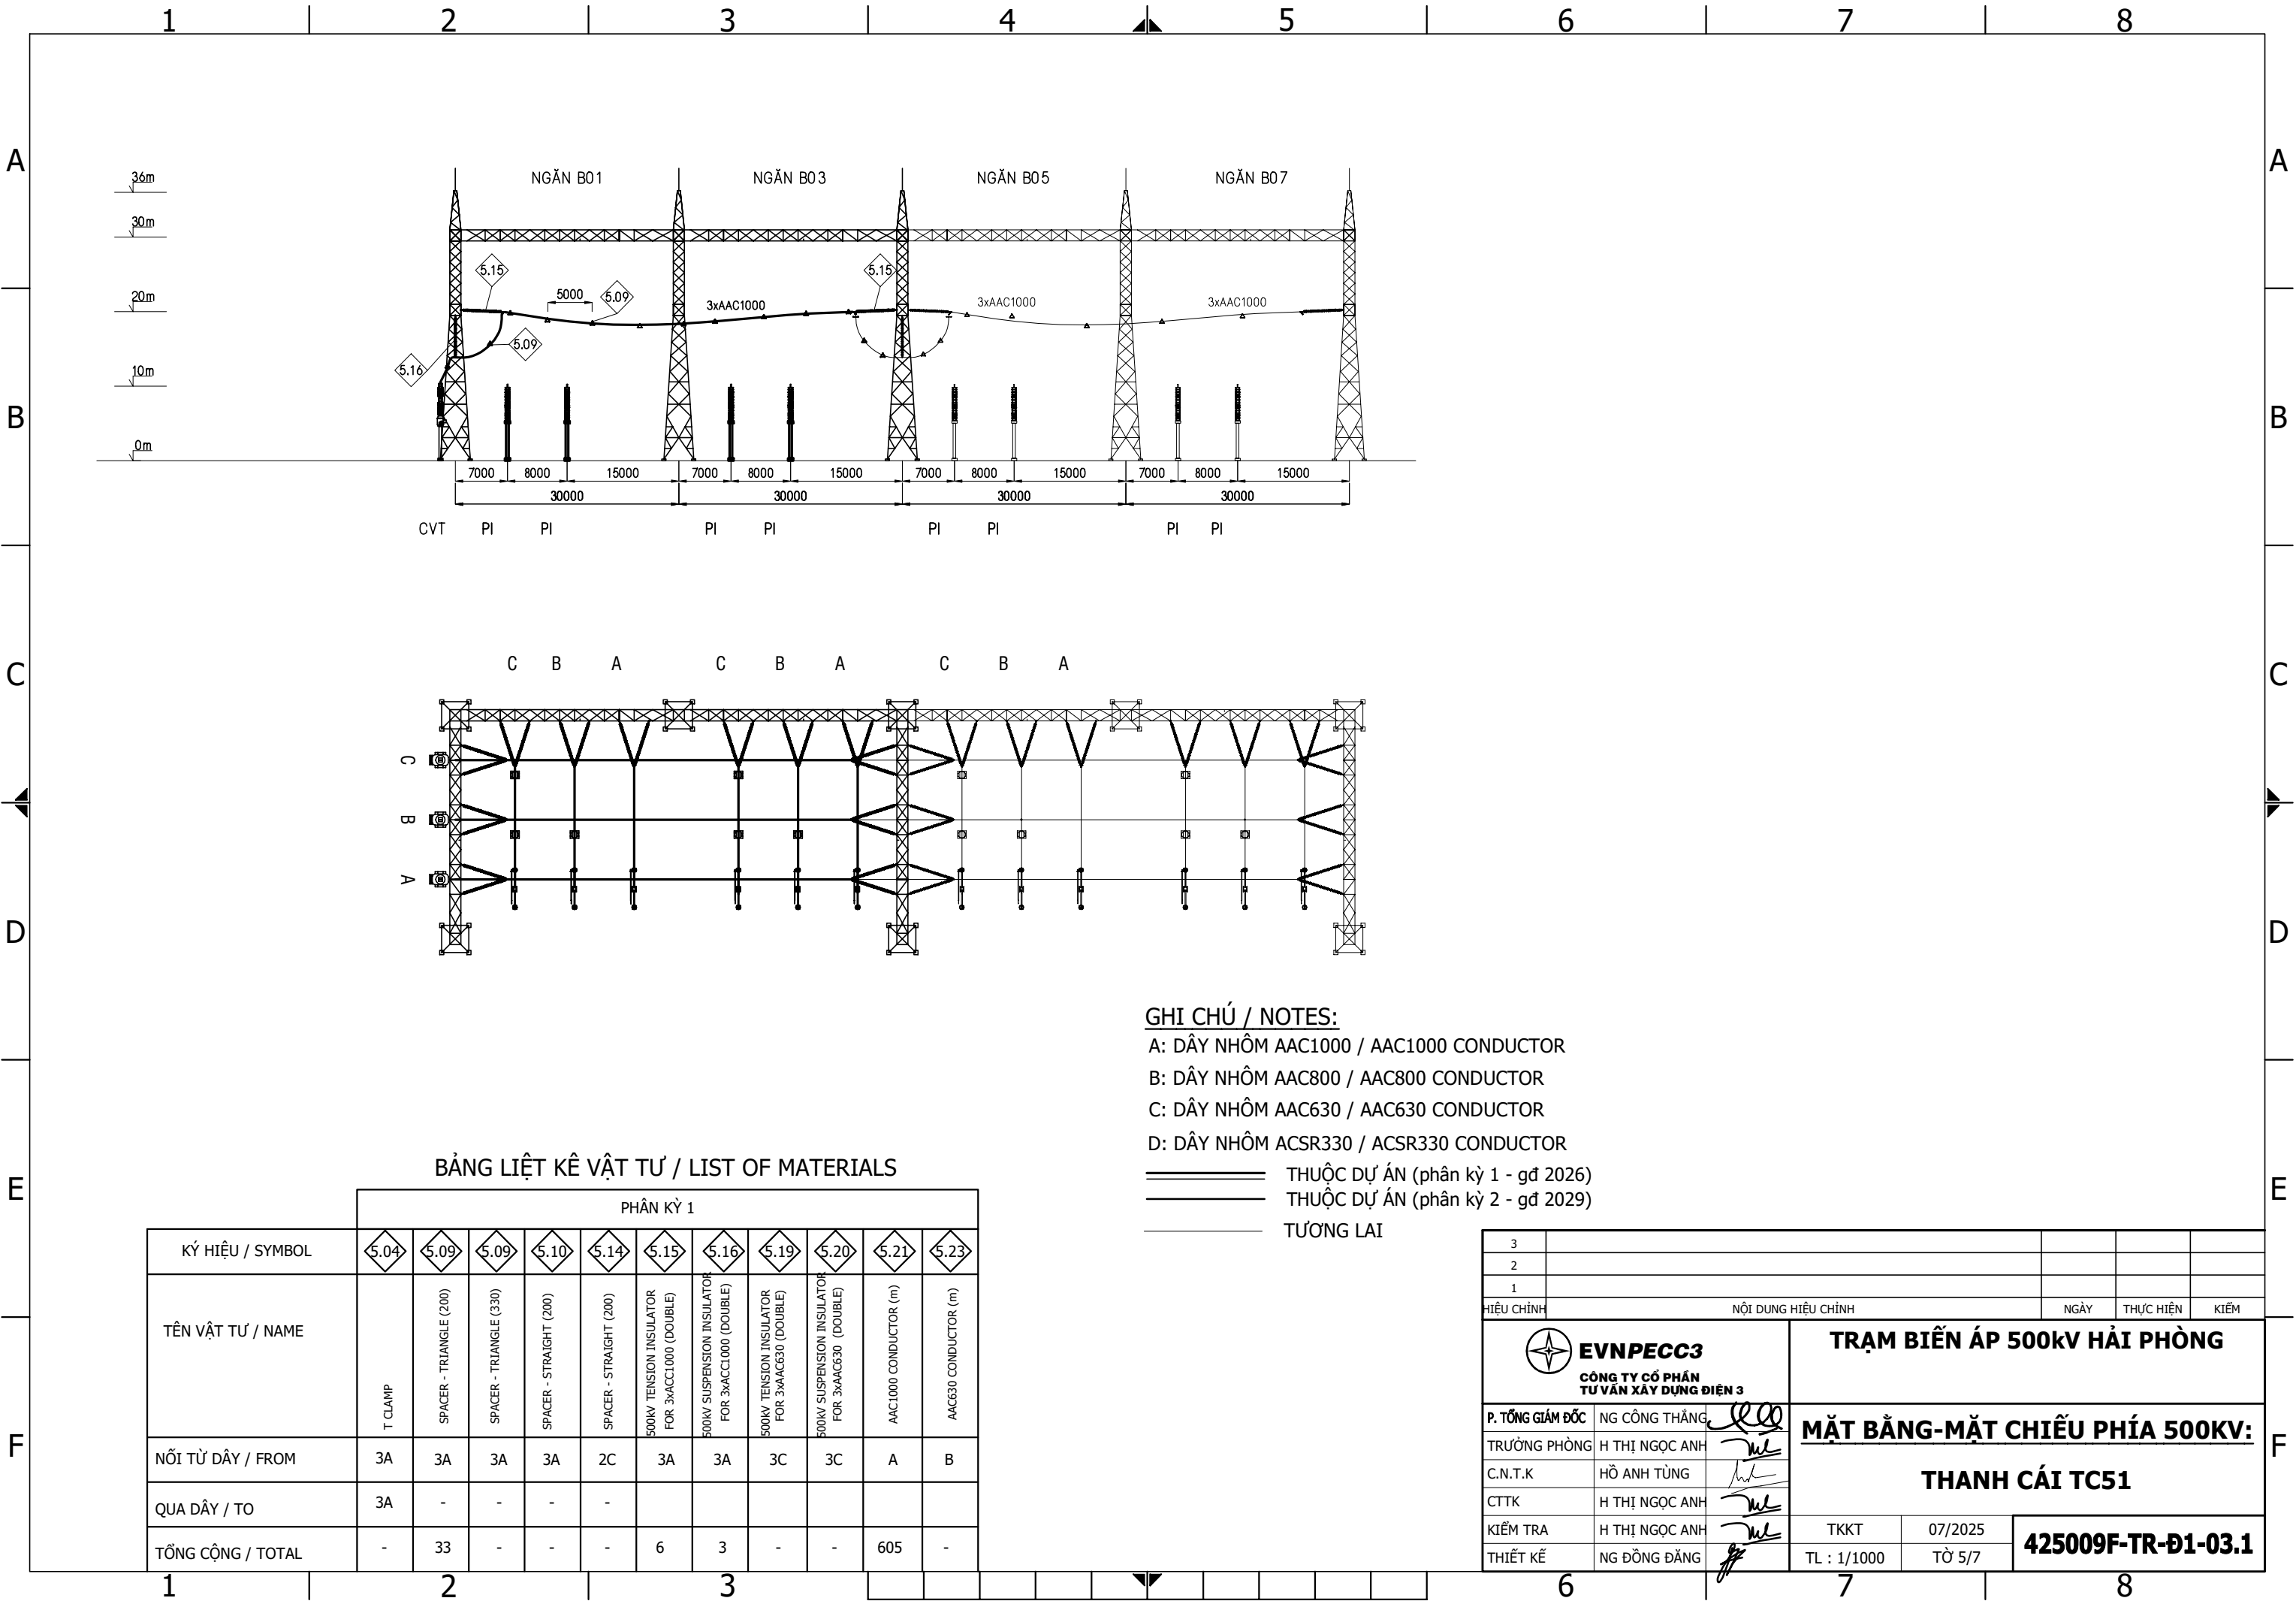 1 2 3 4 5 6 7 8
A A
36m
NGĂN B01 NGĂN B03 NGĂN B05 NGĂN B07
30m
5.15 5.15
20m
5000 5.09 3xAAC1000 3xAAC1000 3xAAC1000
5.09
10m
5.16
B B
0m
7000 8000 15000 7000 8000 15000 7000 8000 15000 7000 8000 15000
30000 30000 30000 30000
CVT PI PI PI PI PI PI PI PI
C C
C B A C B A C B A
C
B
A
D D
GHI CHÚ / NOTES:
A: DÂY NHÔM AAC1000 / AAC1000 CONDUCTOR
B: DÂY NHÔM AAC800 / AAC800 CONDUCTOR
C: DÂY NHÔM AAC630 / AAC630 CONDUCTOR
D: DÂY NHÔM ACSR330 / ACSR330 CONDUCTOR
THUỘC DỰ ÁN (phân kỳ 1 - gđ 2026)
THUỘC DỰ ÁN (phân kỳ 2 - gđ 2029)
TƯƠNG LAI
E E
BẢNG LIỆT KÊ VẬT TƯ / LIST OF MATERIALS
PHÂN KỲ 1
KÝ HIỆU / SYMBOL 5.04 5.09 5.09 5.10 5.14 5.15 5.16 5.19 5.20 5.21 5.23
TÊN VẬT TƯ / NAME
T CLAMP
SPACER - TRIANGLE (200)
SPACER - TRIANGLE (330)
SPACER - STRAIGHT (200)
SPACER - STRAIGHT (200)
500kV TENSION INSULATOR
FOR 3xACC1000 (DOUBLE)
500kV SUSPENSION INSULATOR
FOR 3xACC1000 (DOUBLE)
500kV TENSION INSULATOR
FOR 3xAAC630 (DOUBLE)
500kV SUSPENSION INSULATOR
FOR 3xAAC630 (DOUBLE)
AAC1000 CONDUCTOR (m)
AAC630 CONDUCTOR (m)
NỐI TỪ DÂY / FROM 3A 3A 3A 3A 2C 3A 3A 3C 3C A B
QUA DÂY / TO 3A - - - -
TỔNG CỘNG / TOTAL - 33 - - - 6 3 - - 605 -
3
2
1
HIỆU CHỈNH NỘI DUNG HIỆU CHỈNH NGÀY THỰC HIỆN KIỂM
EVNPECC3
CÔNG TY CỔ PHẦN
TƯ VẤN XÂY DỰNG ĐIỆN 3
TRẠM BIẾN ÁP 500kV HẢI PHÒNG
P. TỔNG GIÁM ĐỐC NG CÔNG THẮNG
TRƯỞNG PHÒNG H THỊ NGỌC ANH
C.N.T.K HỒ ANH TÙNG
CTTK H THỊ NGỌC ANH
KIỂM TRA H THỊ NGỌC ANH
THIẾT KẾ NG ĐỒNG ĐĂNG
MẶT BẰNG-MẶT CHIẾU PHÍA 500KV:
THANH CÁI TC51
TKKT 07/2025
TL : 1/1000 TỜ 5/7
425009F-TR-Đ1-03.1
F F
1 2 3 6 7 8